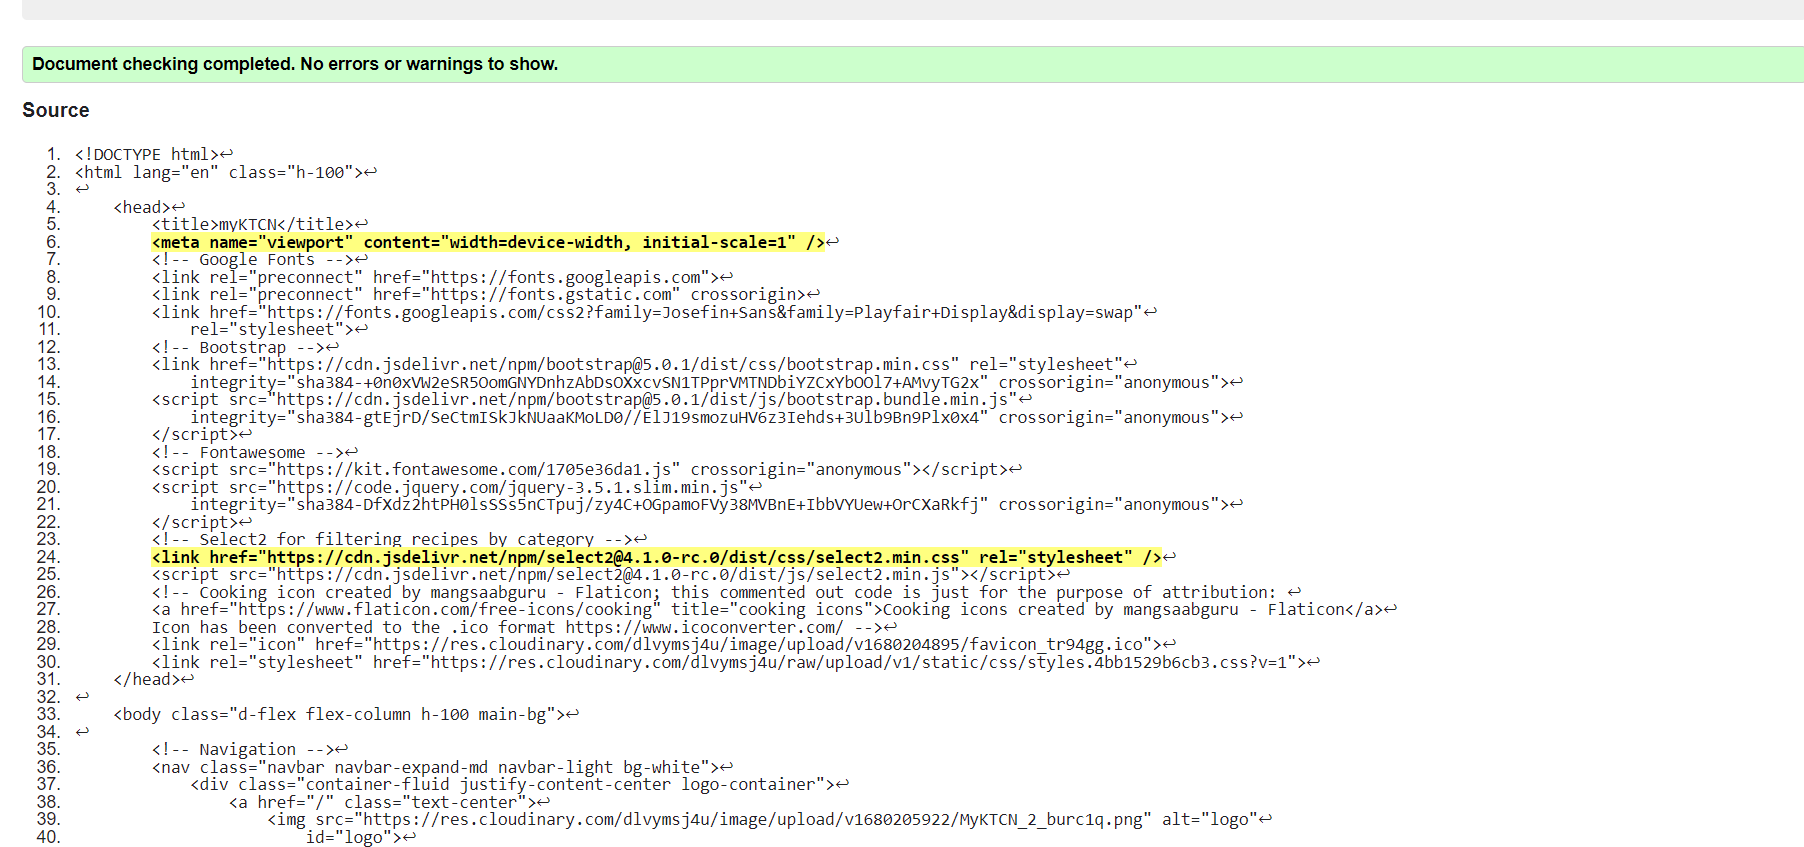 Document checking completed. No errors or warnings to show.
Source
1. <!DOCTYPE html>↩
2. <html lang="en" class="h-100">↩
3. ↩
4. <head>↩
5. <title>myKTCN</title>↩
6. <meta name="viewport" content="width=device-width, initial-scale=1" />↩
7. <!-- Google Fonts -->↩
8. <link rel="preconnect" href="https://fonts.googleapis.com">↩
9. <link rel="preconnect" href="https://fonts.gstatic.com" crossorigin>↩
10. <link href="https://fonts.googleapis.com/css2?family=Josefin+Sans&family=Playfair+Display&display=swap"↩
11. rel="stylesheet">↩
12. <!-- Bootstrap -->↩
13. <link href="https://cdn.jsdelivr.net/npm/bootstrap@5.0.1/dist/css/bootstrap.min.css" rel="stylesheet"↩
14. integrity="sha384-+0n0xVW2eSR5OomGNYDnhzAbDsOXxcvSN1TPprVMTNDbiYZCxYbOOl7+AMvyTG2x" crossorigin="anonymous">↩
15. <script src="https://cdn.jsdelivr.net/npm/bootstrap@5.0.1/dist/js/bootstrap.bundle.min.js"↩
16. integrity="sha384-gtEjrD/SeCtmISkJkNUaaKMoLD0//ElJ19smozuHV6z3Iehds+3Ulb9Bn9Plx0x4" crossorigin="anonymous">↩
17. </script>↩
18. <!-- Fontawesome -->↩
19. <script src="https://kit.fontawesome.com/1705e36da1.js" crossorigin="anonymous"></script>↩
20. <script src="https://code.jquery.com/jquery-3.5.1.slim.min.js"↩
21. integrity="sha384-DfXdz2htPH0lsSSs5nCTpuj/zy4C+OGpamoFVy38MVBnE+IbbVYUew+OrCXaRkfj" crossorigin="anonymous">↩
22. </script>↩
23. <!-- Select2 for filtering recipes by category -->↩
24. <link href="https://cdn.jsdelivr.net/npm/select2@4.1.0-rc.0/dist/css/select2.min.css" rel="stylesheet" />↩
25. <script src="https://cdn.jsdelivr.net/npm/select2@4.1.0-rc.0/dist/js/select2.min.js"></script>↩
26. <!-- Cooking icon created by mangsaabguru - Flaticon; this commented out code is just for the purpose of attribution: ↩
27. <a href="https://www.flaticon.com/free-icons/cooking" title="cooking icons">Cooking icons created by mangsaabguru - Flaticon</a>↩
28. Icon has been converted to the .ico format https://www.icoconverter.com/ -->↩
29. <link rel="icon" href="https://res.cloudinary.com/dlvymsj4u/image/upload/v1680204895/favicon_tr94gg.ico">↩
30. <link rel="stylesheet" href="https://res.cloudinary.com/dlvymsj4u/raw/upload/v1/static/css/styles.4bb1529b6cb3.css?v=1">↩
31. </head>↩
32. ↩
33. <body class="d-flex flex-column h-100 main-bg">↩
34. ↩
35. <!-- Navigation -->↩
36. <nav class="navbar navbar-expand-md navbar-light bg-white">↩
37. <div class="container-fluid justify-content-center logo-container">↩
38. <a href="/" class="text-center">↩
39. <img src="https://res.cloudinary.com/dlvymsj4u/image/upload/v1680205922/MyKTCN_2_burc1q.png" alt="logo"↩
40. id="logo">↩